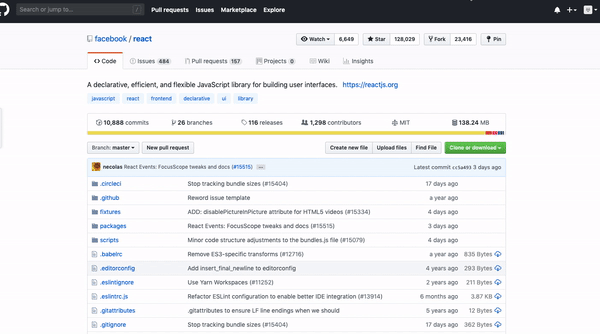 Search or jump to... /
Pull requests Issues Marketplace Explore
facebook / react
Watch 6,649 Star 128,029 Fork 23,416 Pin
Code Issues 484 Pull requests 157 Projects 0 Wiki Insights
A declarative, efficient, and flexible JavaScript library for building user interfaces. https://reactjs.org
javascript react frontend declarative ui library
10,888 commits 26 branches 116 releases 1,298 contributors MIT 138.24 MB
Branch: master New pull request Create new file Upload files Find File Clone or download
necolas React Events: FocusScope tweaks and docs (#15515) Latest commit cc5a493 3 days ago
.circleci Stop tracking bundle sizes (#15404) 17 days ago
.github Reword issue template a year ago
fixtures ADD: disablePictureInPicture attribute for HTML5 videos (#15334) 4 days ago
packages React Events: FocusScope tweaks and docs (#15515) 3 days ago
scripts Minor code structure adjustments to the bundles.js file (#15079) 4 days ago
.babelrc Remove ES3-specific transforms (#12716) a year ago 835 Bytes
.editorconfig Add insert_final_newline to editorconfig 4 years ago 293 Bytes
.eslintignore Use Yarn Workspaces (#11252) 2 years ago 211 Bytes
.eslintrc.js Refactor ESLint configuration to enable better IDE integration (#13914) 6 months ago 3.87 KB
.gitattributes .gitattributes to ensure LF line endings when we should 5 years ago 12 Bytes
.gitignore Stop tracking bundle sizes (#15404) 17 days ago 362 Bytes